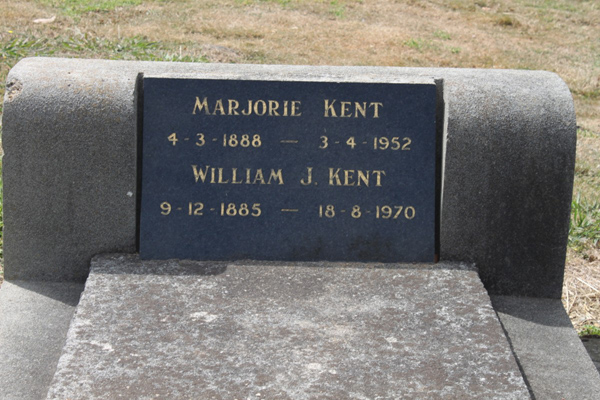 MARJORIE KENT
4-3-1888 — 3-4-1952
WILLIAM J. KENT
9-12-1885 — 18-8-1970